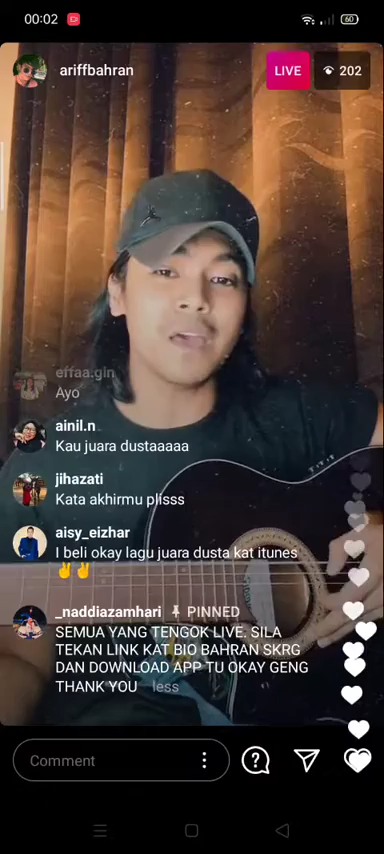 00:02
60
ariffbahran
LIVE
202
effaa.gin
Ayo
ainil.n
Kau juara dustaaaaa
jihazati
Kata akhirmu plisss
aisy_eizhar
I beli okay lagu juara dusta kat itunes
✌✌
_naddiazamhari PINNED
SEMUA YANG TENGOK LIVE. SILA
TEKAN LINK KAT BIO BAHRAN SKRG
DAN DOWNLOAD APP TU OKAY GENG
THANK YOU less
Comment